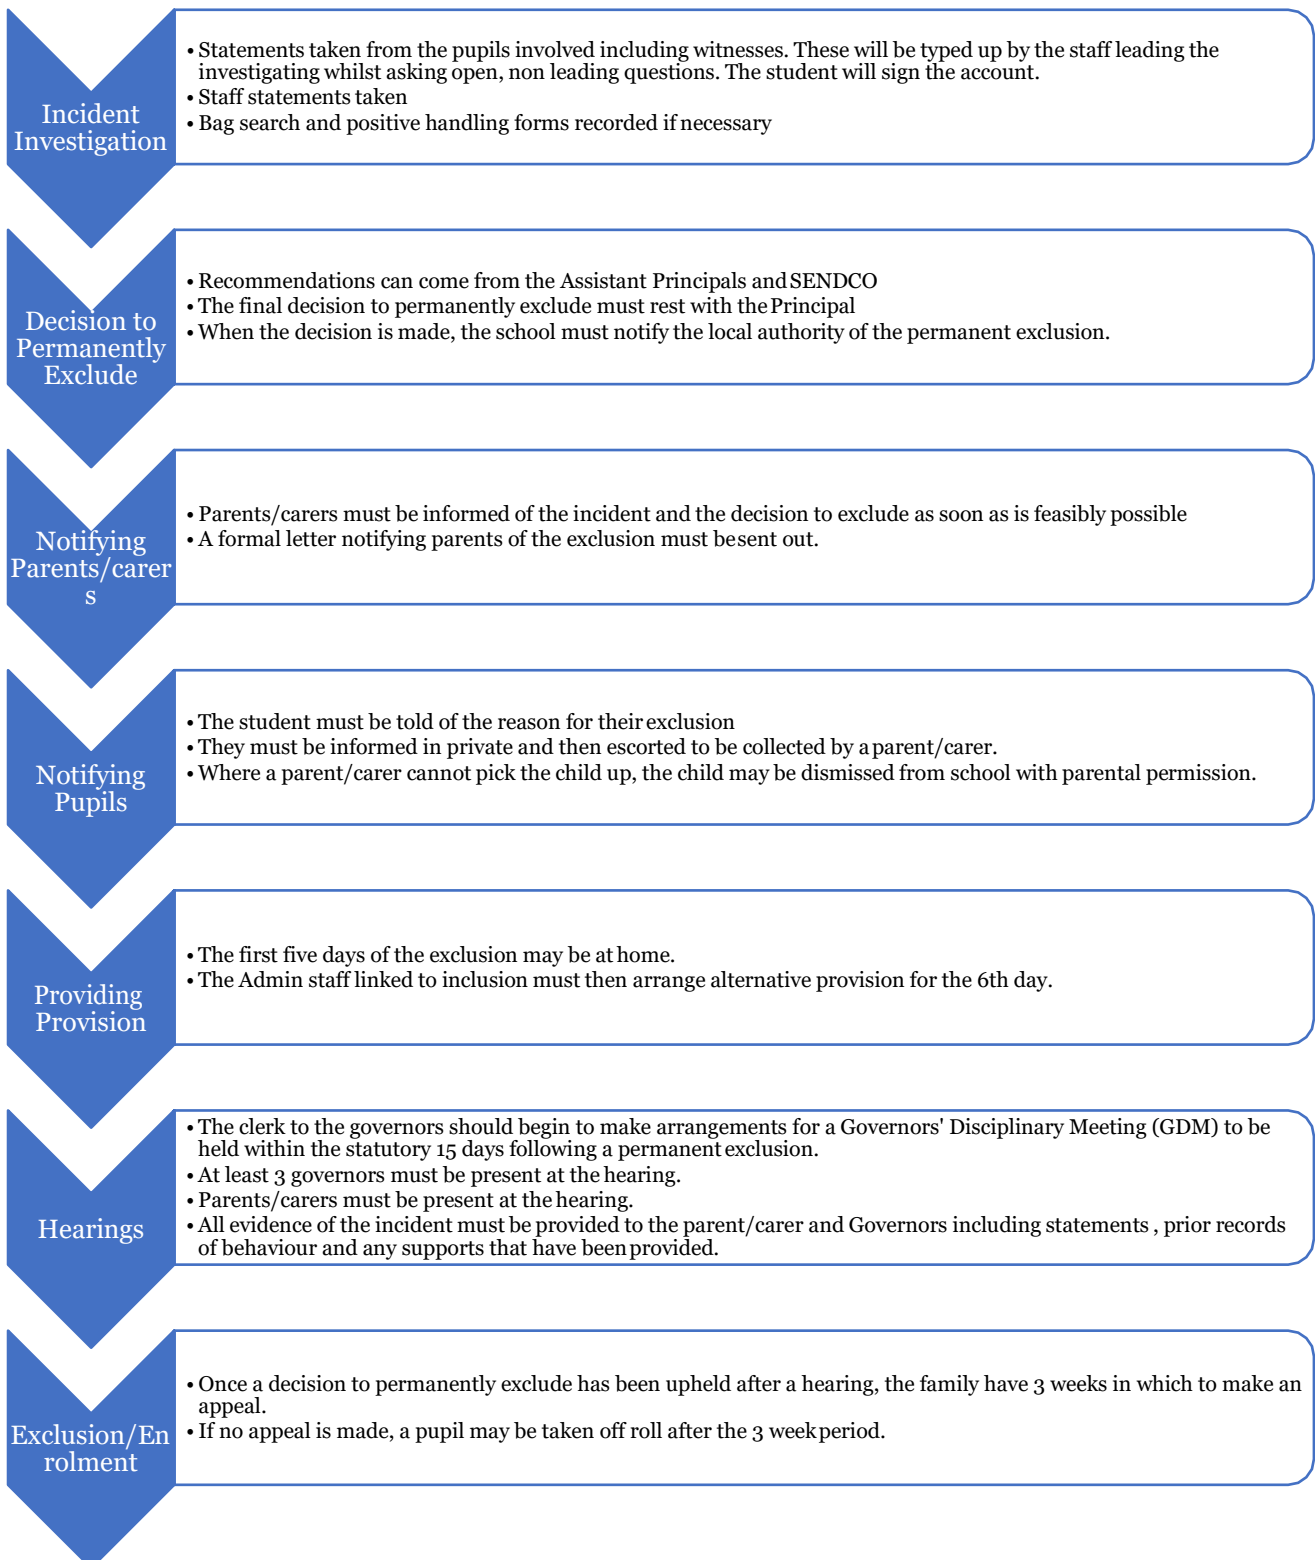 Incident
Investigation
• Statements taken from the pupils involved including witnesses. These will be typed up by the staff leading the
investigating whilst asking open, non leading questions. The student will sign the account.
• Staff statements taken
• Bag search and positive handling forms recorded if necessary
Decision to
Permanently
Exclude
• Recommendations can come from the Assistant Principals and SENDCO
• The final decision to permanently exclude must rest with the Principal
• When the decision is made, the school must notify the local authority of the permanent exclusion.
Notifying
Parents/carer
s
• Parents/carers must be informed of the incident and the decision to exclude as soon as is feasibly possible
• A formal letter notifying parents of the exclusion must be sent out.
Notifying
Pupils
• The student must be told of the reason for their exclusion
• They must be informed in private and then escorted to be collected by a parent/carer.
• Where a parent/carer cannot pick the child up, the child may be dismissed from school with parental permission.
Providing
Provision
• The first five days of the exclusion may be at home.
• The Admin staff linked to inclusion must then arrange alternative provision for the 6th day.
Hearings
• The clerk to the governors should begin to make arrangements for a Governors' Disciplinary Meeting (GDM) to be
held within the statutory 15 days following a permanent exclusion.
• At least 3 governors must be present at the hearing.
• Parents/carers must be present at the hearing.
• All evidence of the incident must be provided to the parent/carer and Governors including statements , prior records
of behaviour and any supports that have been provided.
Exclusion/En
rolment
• Once a decision to permanently exclude has been upheld after a hearing, the family have 3 weeks in which to make an
appeal.
• If no appeal is made, a pupil may be taken off roll after the 3 week period.